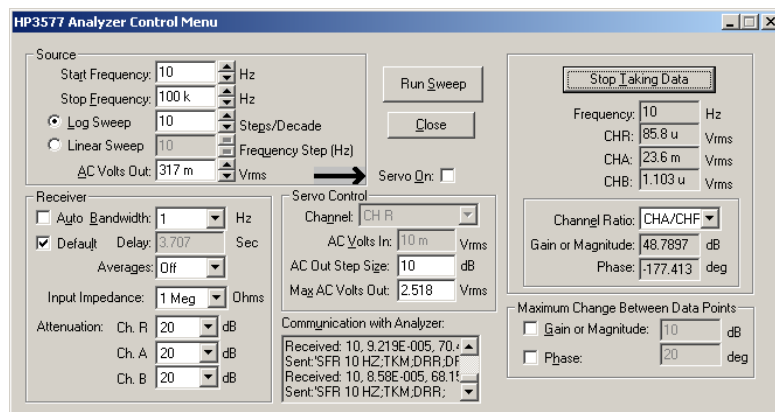 HP3577 Analyzer Control Menu
Source
Start Frequency: 10 Hz
Stop Frequency: 100 k Hz
Log Sweep 10 Steps/Decade
Linear Sweep 10 Frequency Step (Hz)
AC Volts Out: 317 m Vrms
Run Sweep
Close
Servo On:
Receiver
Auto Bandwidth: 1 Hz
Default Delay: 3.707 Sec
Averages: Off
Input Impedance: 1 Meg Ohms
Attenuation: Ch. R 20 dB
Ch. A 20 dB
Ch. B 20 dB
Servo Control
Channel: CH R
AC Volts In: 10 m Vrms
AC Out Step Size: 10 dB
Max AC Volts Out: 2.518 Vrms
Communication with Analyzer:
Received: 10, 9.219E-005, 70.4
Sent:'SFR 10 HZ;TKM;DRR;DF
Received: 10, 8.58E-005, 68.15
Sent:'SFR 10 HZ;TKM;DRR;
Stop Taking Data
Frequency: 10 Hz
CHR: 85.8 u Vrms
CHA: 23.6 m Vrms
CHB: 1.103 u Vrms
Channel Ratio: CHA/CHF
Gain or Magnitude: 48.7897 dB
Phase: -177.413 deg
Maximum Change Between Data Points
Gain or Magnitude: 10 dB
Phase: 20 deg